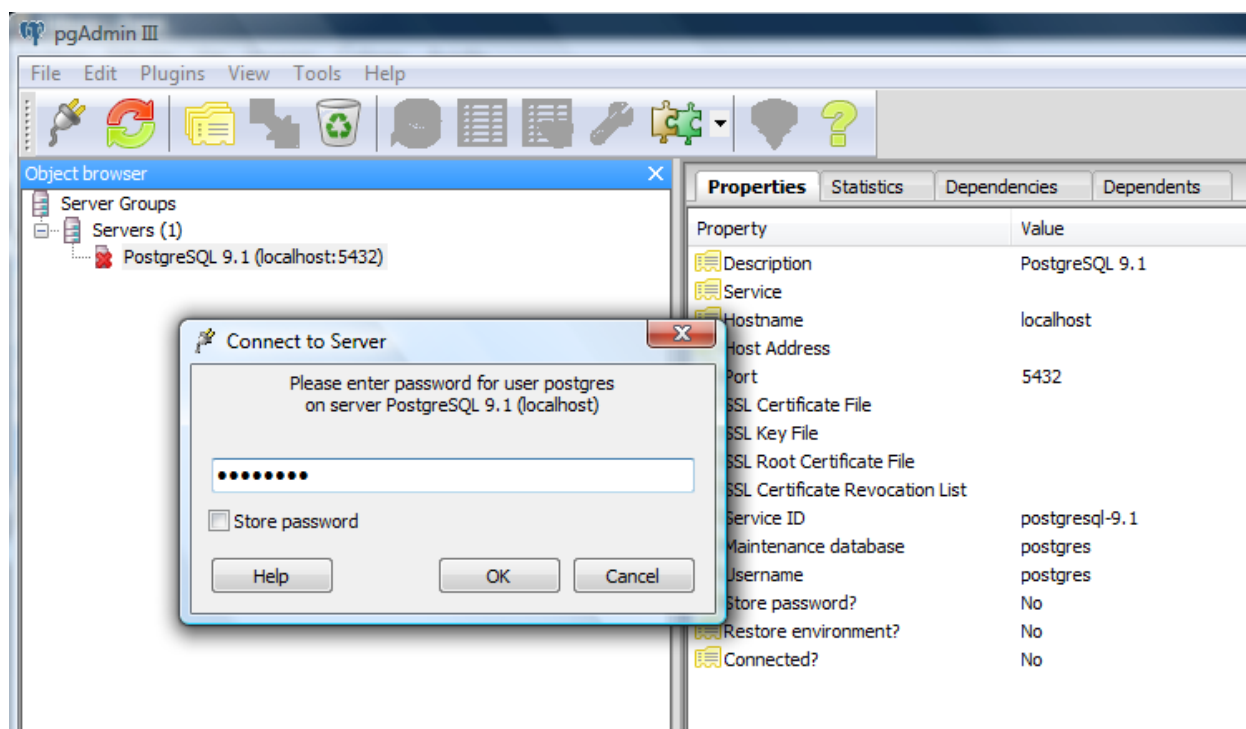 pgAdmin III
File Edit Plugins View Tools Help
Object browser
Server Groups
Servers (1)
PostgreSQL 9.1 (localhost:5432)
Connect to Server
Please enter password for user postgres
on server PostgreSQL 9.1 (localhost)
••••••••
Store password
Help OK Cancel
Properties Statistics Dependencies Dependents
Property Value
Description PostgreSQL 9.1
Service
Hostname localhost
Host Address
Port 5432
SSL Certificate File
SSL Key File
SSL Root Certificate File
SSL Certificate Revocation List
Service ID postgresql-9.1
Maintenance database postgres
Username postgres
Store password? No
Restore environment? No
Connected? No